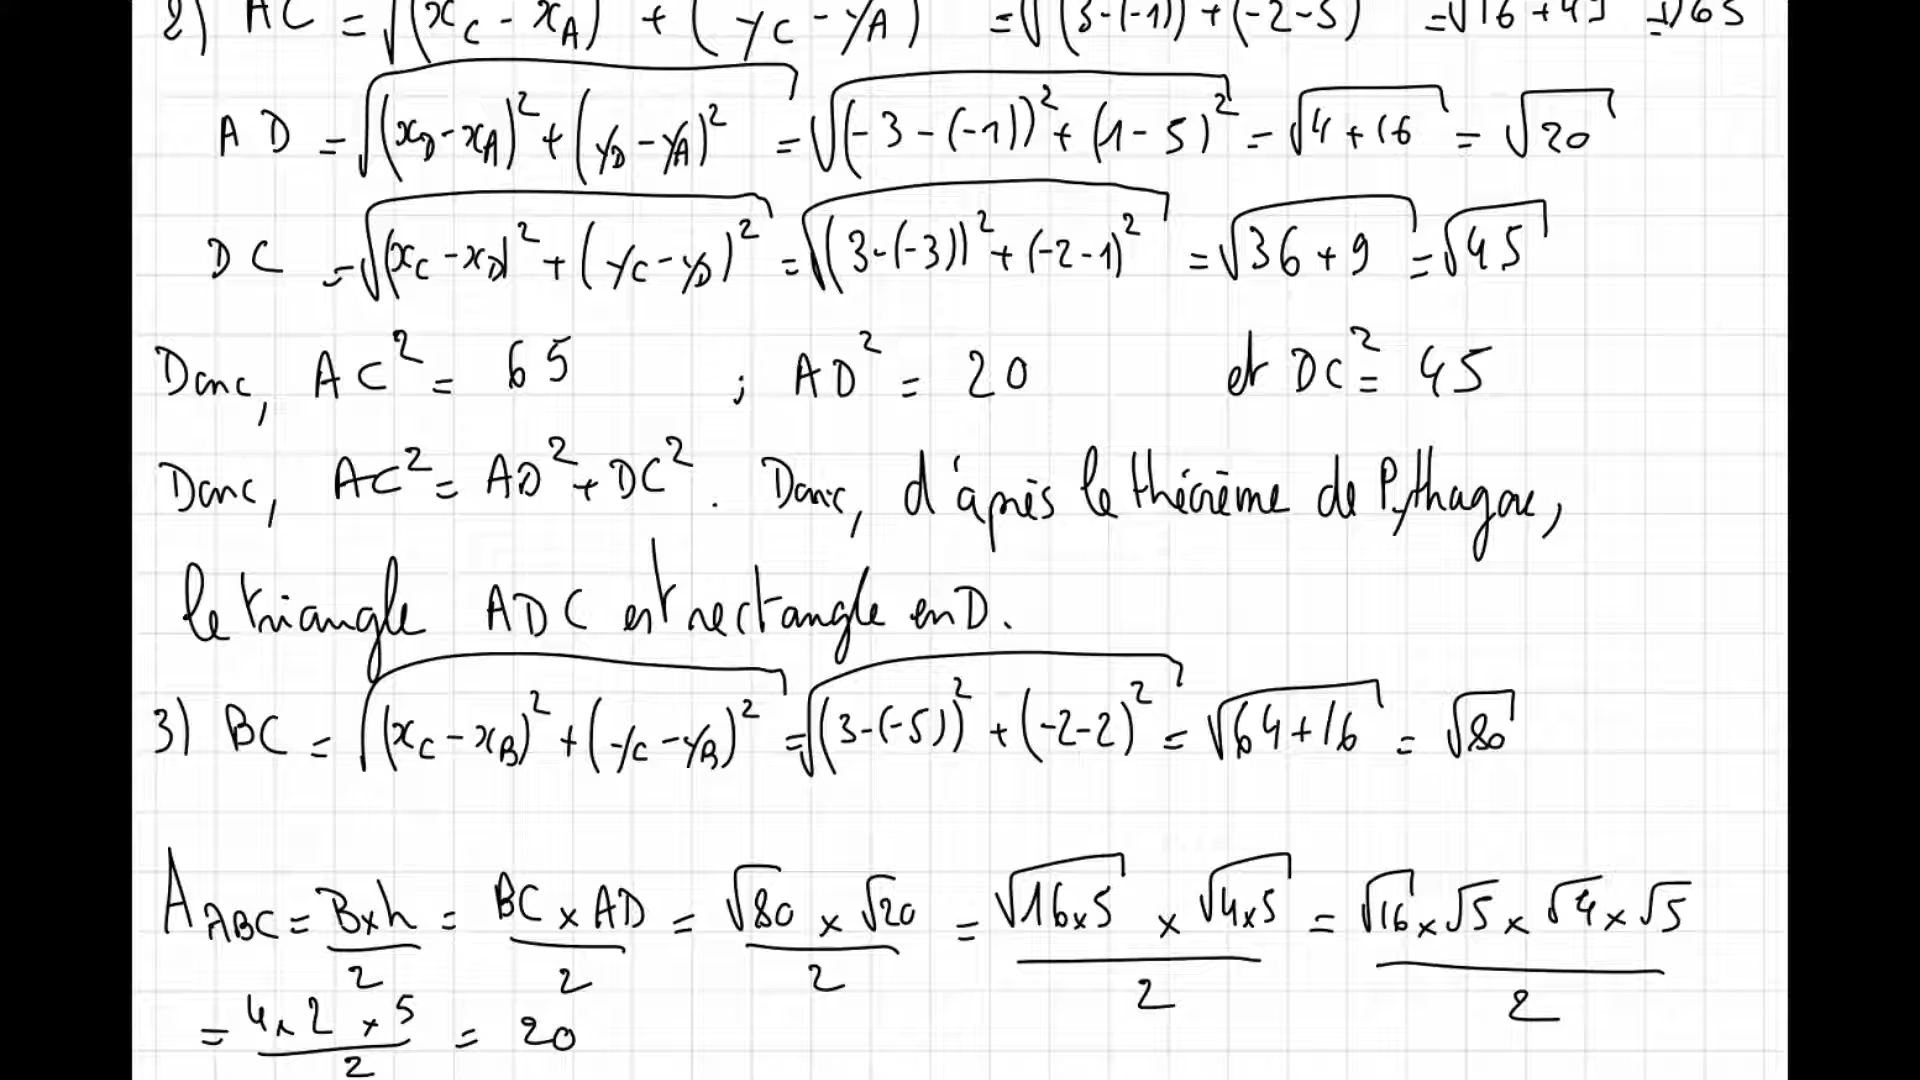 2) AC = √((x_C - x_A) + (y_C - y_A) = √((3-(-1)) + (-2-5) = √16+49 = √65
AD = √((x_D - x_A)² + (y_D - y_A)² = √((-3-(-1))² + (1-5)² = √4+16 = √20
DC = √((x_C - x_D)² + (y_C - y_D)² = √((3-(-3))² + (-2-1)² = √36+9 = √45
Donc, AC² = 65 ; AD² = 20 et DC² = 45
Donc, AC² = AD² + DC². Donc, d'après le théorème de Pythagore,
le triangle ADC est rectangle en D.
3) BC = √((x_C - x_B)² + (y_C - y_B)² = √((3-(-5))² + (-2-2)² = √64+16 = √80
A_ABC = B×h/2 = BC × AD/2 = √80 × √20/2 = √16×5 × √4×5/2 = √16 × √5 × √4 × √5/2
= 4×2×5/2 = 20